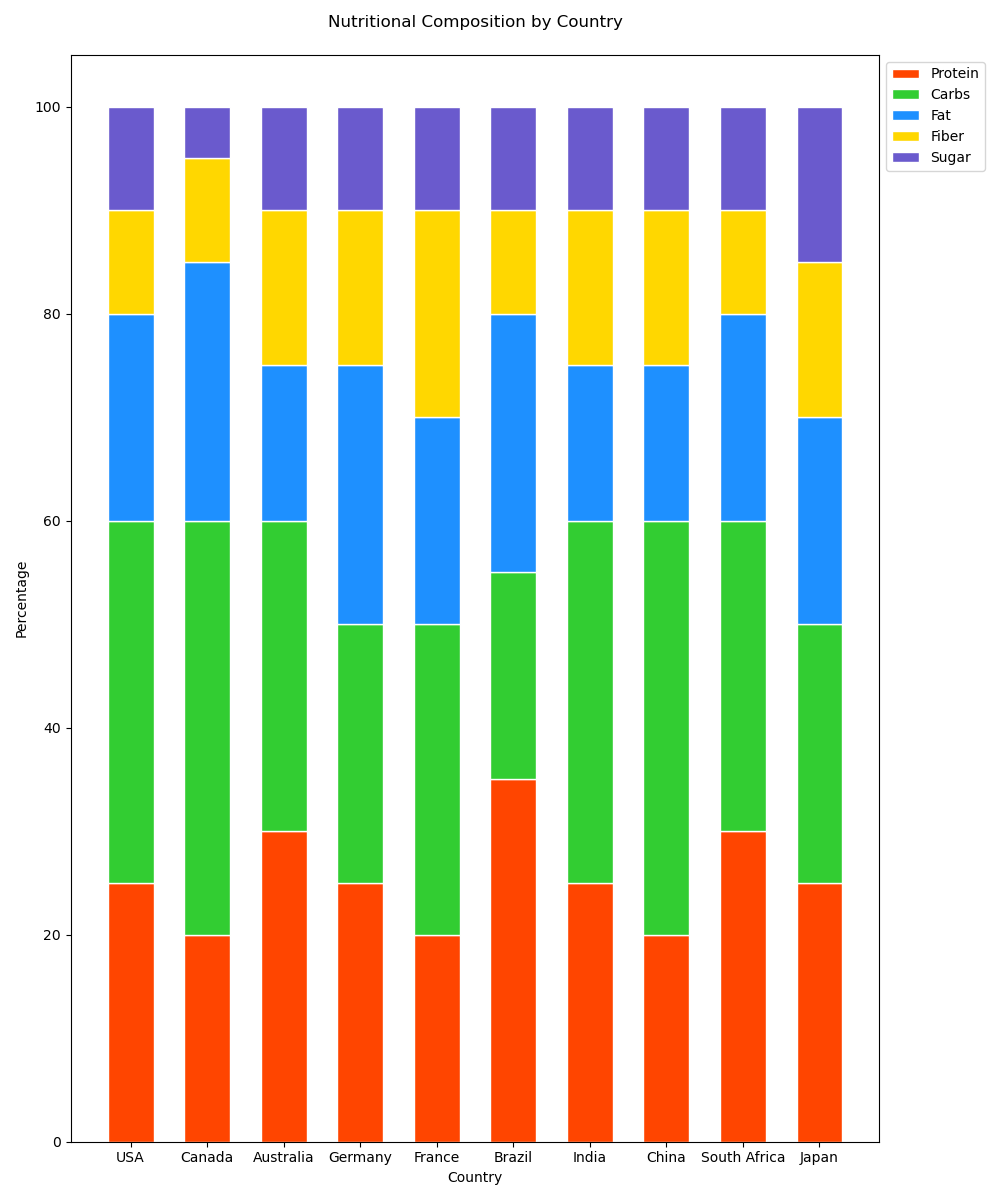 Nutritional Composition by Country
Protein
Carbs
Fat
Fiber
Sugar
100
80
60
40
20
0
Percentage
USA Canada Australia Germany France Brazil India China South Africa Japan
Country